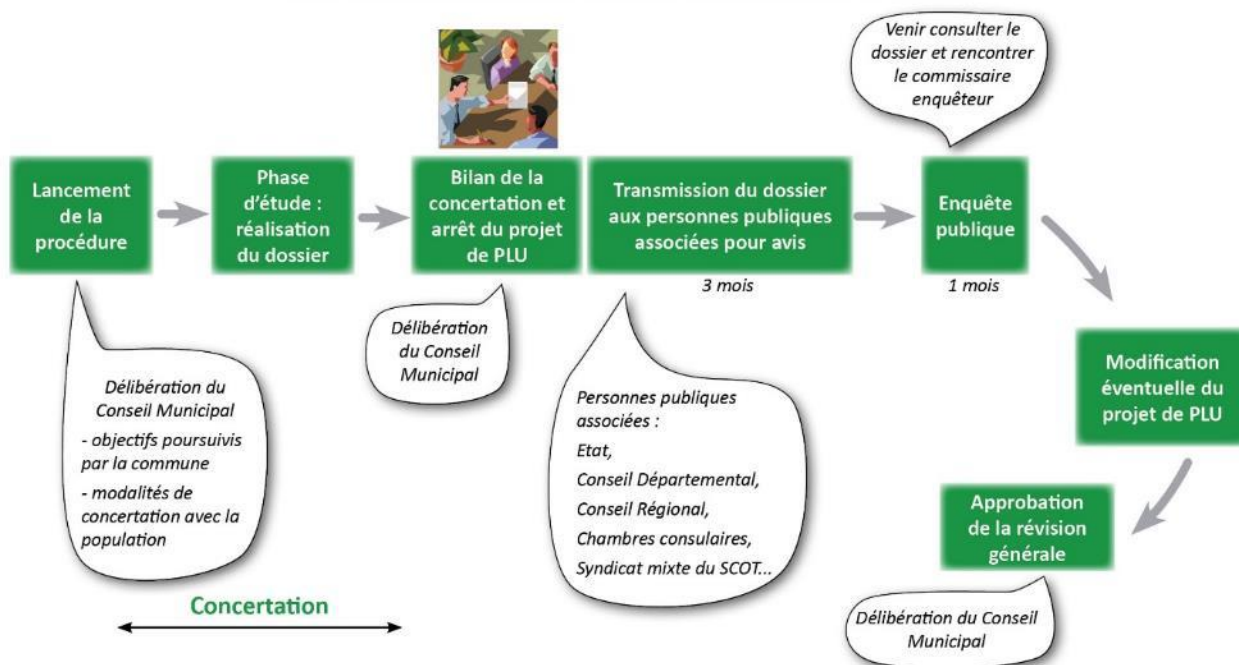 Venir consulter le
dossier et rencontrer
le commissaire
enquêteur
Lancement
de la
procédure
Phase
d'étude :
réalisation
du dossier
Bilan de la
concertation et
arrêt du projet
de PLU
Transmission du dossier
aux personnes publiques
associées pour avis
Enquête
publique
3 mois
1 mois
Délibération du
Conseil Municipal
- objectifs poursuivis
par la commune
- modalités de
concertation avec la
population
Délibération
du Conseil
Municipal
Personnes publiques
associées :
Etat,
Conseil Départemental,
Conseil Régional,
Chambres consulaires,
Syndicat mixte du SCOT...
Modification
éventuelle du
projet de PLU
Approbation
de la révision
générale
Délibération du Conseil
Municipal
Concertation